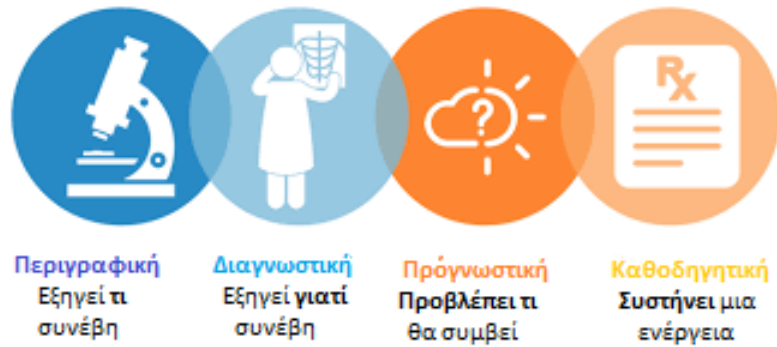 Rx
?
Περιγραφική
Εξηγεί τι
συνέβη
Διαγνωστική
Εξηγεί γιατί
συνέβη
Πρόγνωστική
Προβλέπει τι
θα συμβεί
Καθοδηγητική
Συστήνει μια
ενέργεια